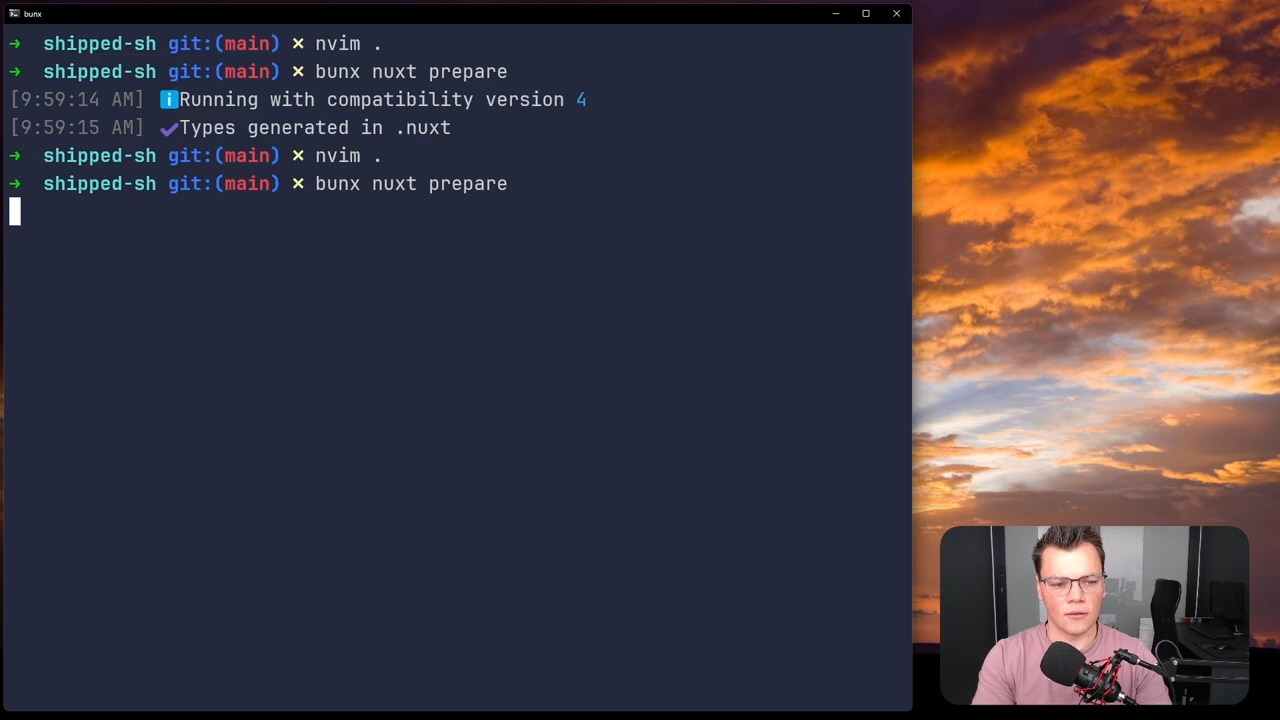 bunx
→ shipped-sh git:(main) × nvim .
→ shipped-sh git:(main) × bunx nuxt prepare
[9:59:14 AM] i Running with compatibility version 4
[9:59:15 AM] ✔ Types generated in .nuxt
→ shipped-sh git:(main) × nvim .
→ shipped-sh git:(main) × bunx nuxt prepare